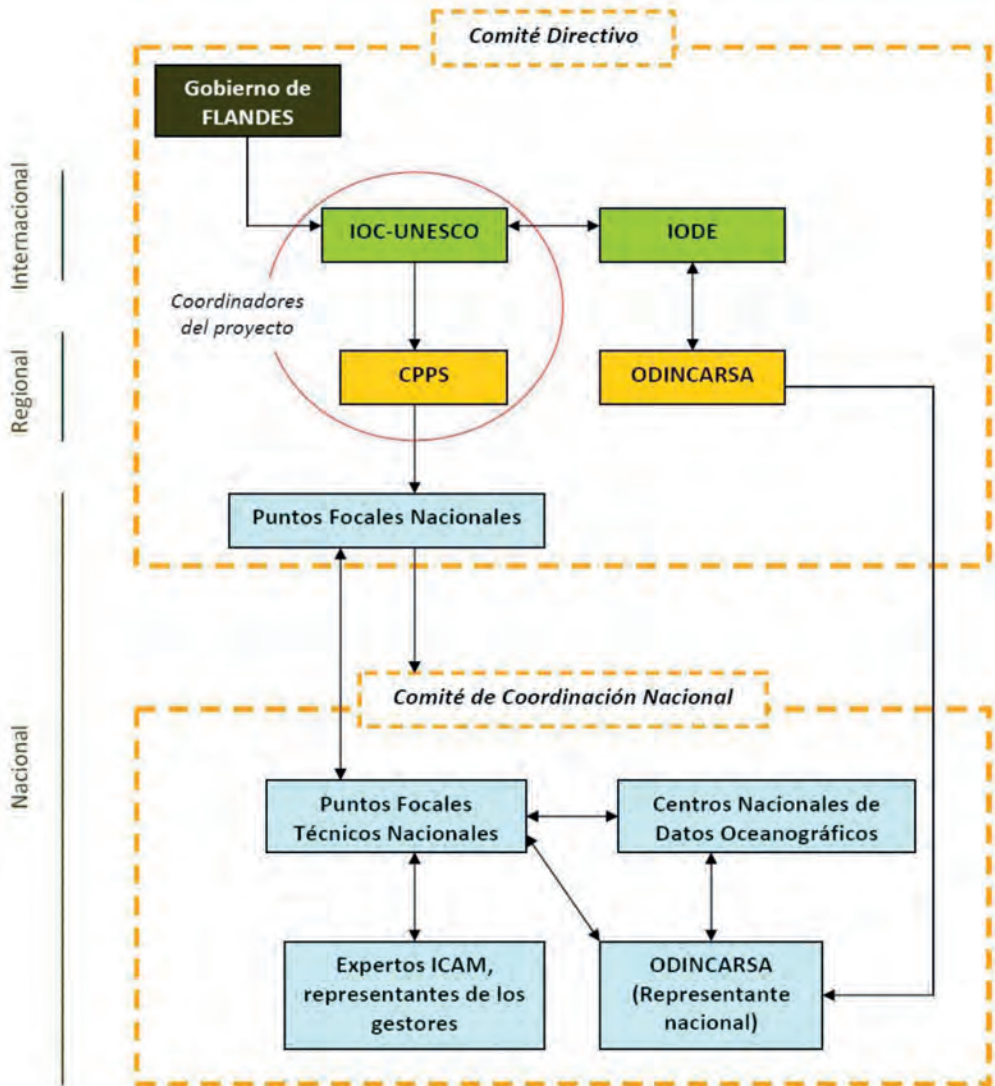 Comité Directivo
Gobierno de
FLANDES
Internacional
IOC-UNESCO
IODE
Coordinadores
del proyecto
Regional
CPPS
ODINCARSA
Puntos Focales Nacionales
Nacional
Comité de Coordinación Nacional
Puntos Focales
Técnicos Nacionales
Centros Nacionales de
Datos Oceanográficos
Expertos ICAM,
representantes de los
gestores
ODINCARSA
(Representante
nacional)